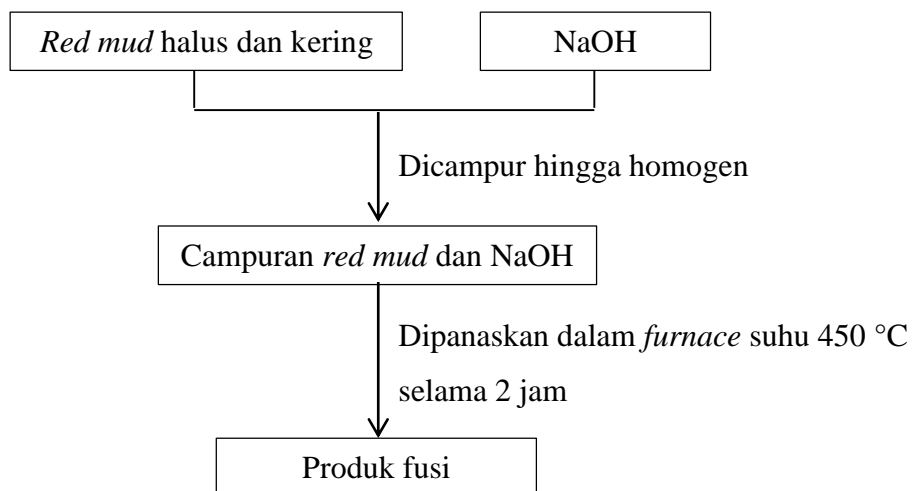 Red mud halus dan kering
NaOH
Dicampur hingga homogen
Campuran red mud dan NaOH
Dipanaskan dalam furnace suhu 450 °C
selama 2 jam
Produk fusi